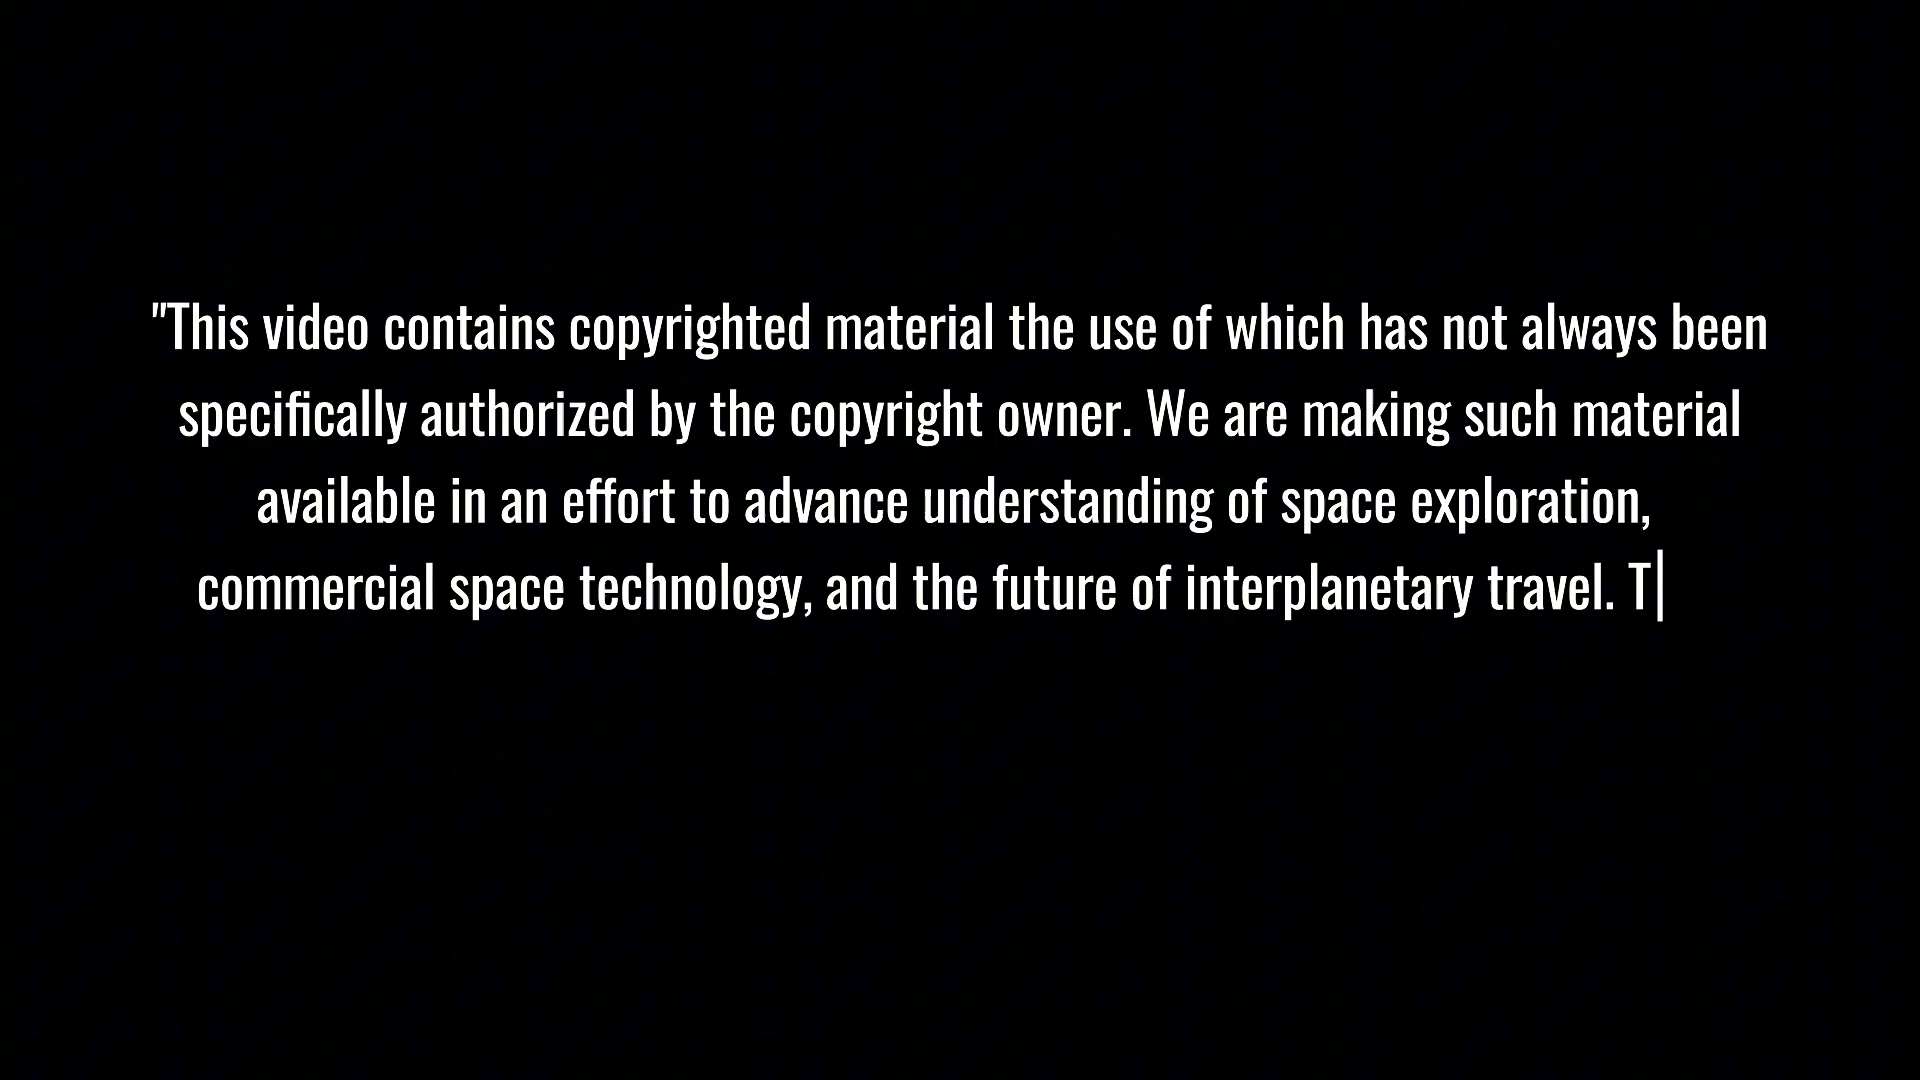 "This video contains copyrighted material the use of which has not always been
specifically authorized by the copyright owner. We are making such material
available in an effort to advance understanding of space exploration,
commercial space technology, and the future of interplanetary travel. T